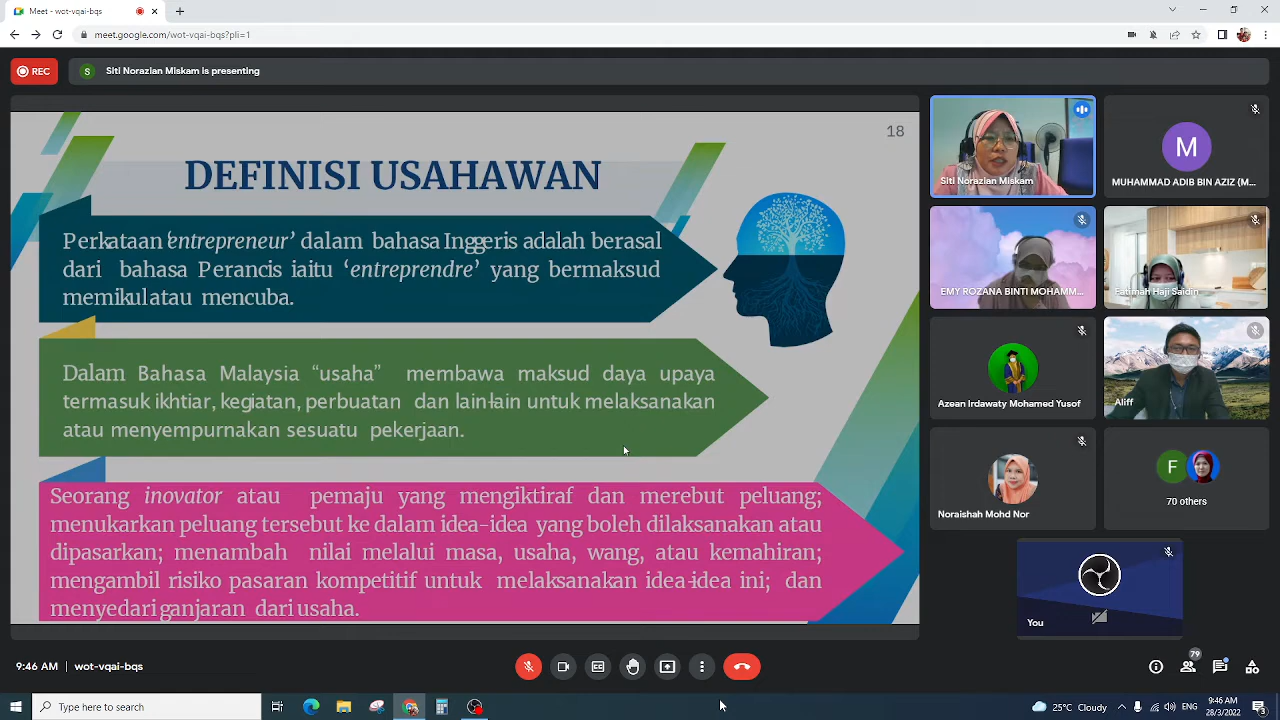 Meet - wot-vqai-bqs
meet.google.com/wot-vqai-bqs?pli=1
REC
S
Siti Norazian Miskam is presenting
18
DEFINISI USAHAWAN
Perkataan ‘entrepreneur’ dalam bahasa Inggeris adalah berasal
dari bahasa Perancis iaitu ‘entreprendre’ yang bermaksud
memikul atau mencuba.
Dalam Bahasa Malaysia “usaha” membawa maksud daya upaya
termasuk ikhtiar, kegiatan, perbuatan dan lain-lain untuk melaksanakan
atau menyempurnakan sesuatu pekerjaan.
Seorang inovator atau pemaju yang mengiktiraf dan merebut peluang;
menukarkan peluang tersebut ke dalam idea-idea yang boleh dilaksanakan atau
dipasarkan; menambah nilai melalui masa, usaha, wang, atau kemahiran;
mengambil risiko pasaran kompetitif untuk melaksanakan idea-idea ini; dan
menyedari ganjaran dari usaha.
Siti Norazian Miskam
M
MUHAMMAD ADIB BIN AZIZ (M...
EMY ROZANA BINTI MOHAMM...
Fatimah Haji Saidin
Azean Irdawaty Mohamed Yusof
Aliff
Noraishah Mohd Nor
F
70 others
You
9:46 AM | wot-vqai-bqs
79
Type here to search
25°C Cloudy
9:46 AM
28/3/2022
3